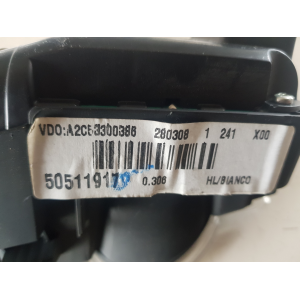 VDO:A2C53300386 280308 1 241 X00
50511917 0.306 HL/BIANCO